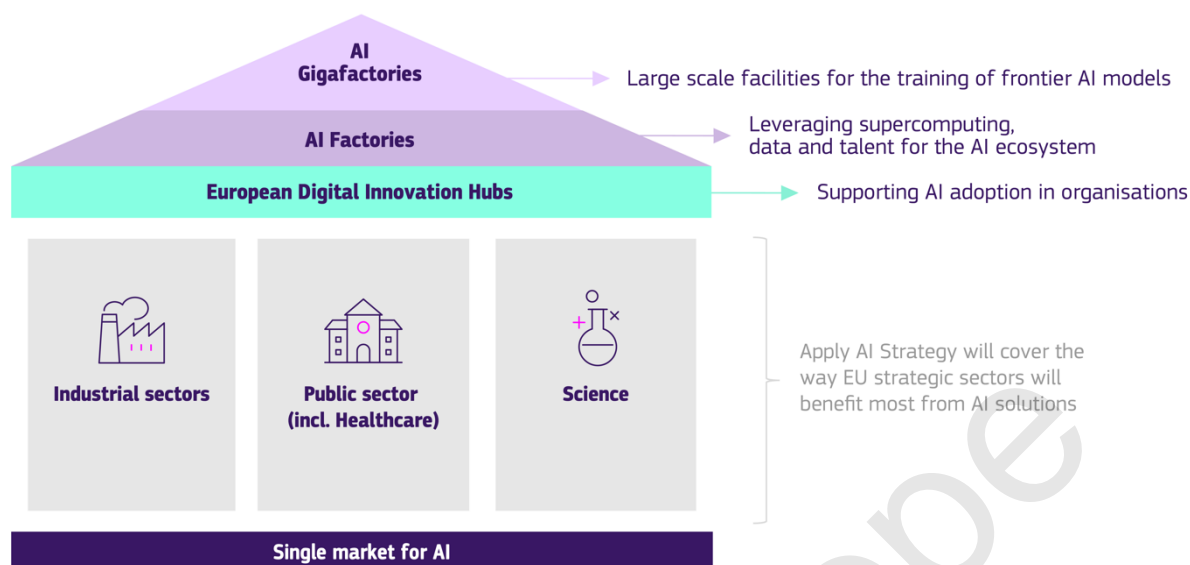 AI
Gigafactories
Large scale facilities for the training of frontier AI models
AI Factories
Leveraging supercomputing,
data and talent for the AI ecosystem
European Digital Innovation Hubs
Supporting AI adoption in organisations
Industrial sectors
Public sector
(incl. Healthcare)
Science
Apply AI Strategy will cover the
way EU strategic sectors will
benefit most from AI solutions
Single market for AI